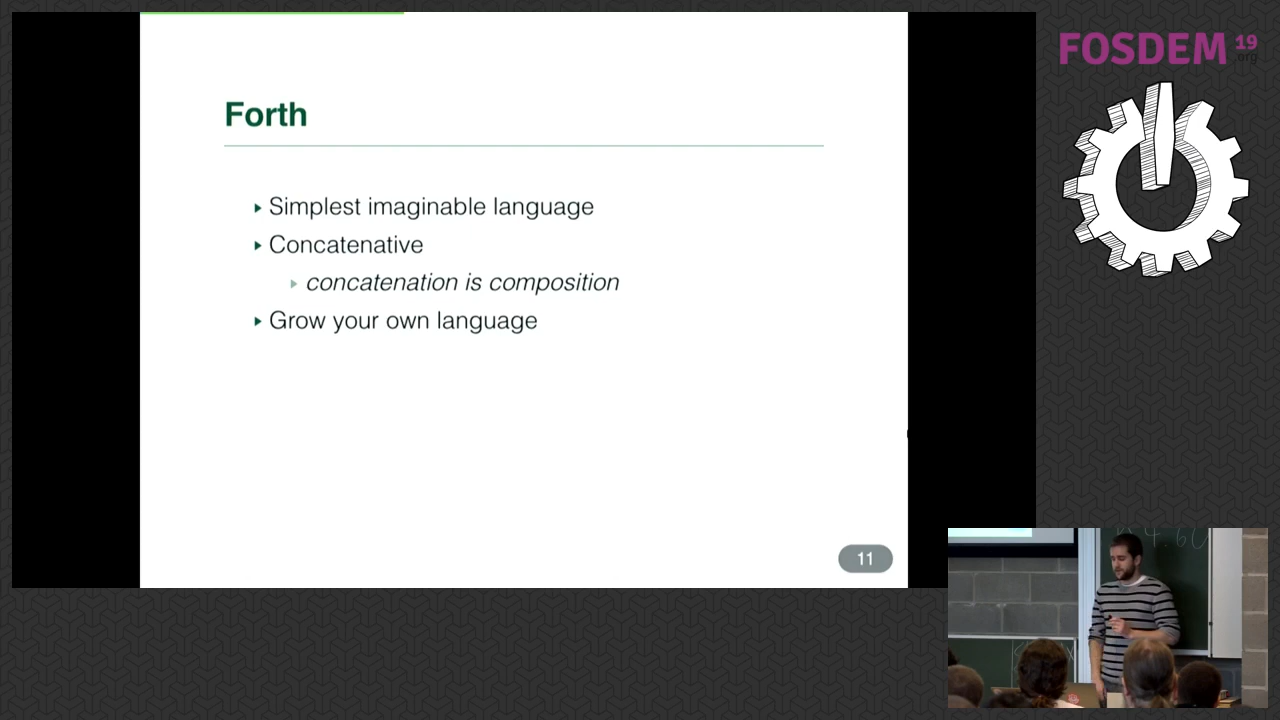 FOSDEM 19
.org
Forth
Simplest imaginable language
Concatenative
concatenation is composition
Grow your own language
11